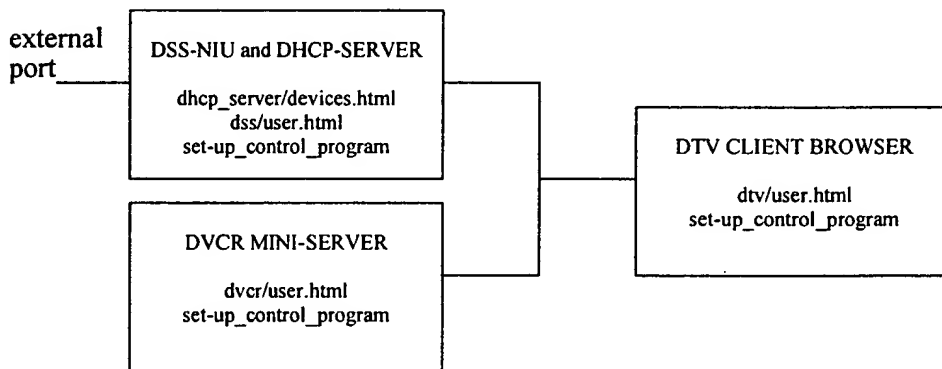 external
port
DSS-NIU and DHCP-SERVER
dhcp_server/devices.html
dss/user.html
set-up_control_program
DVCR MINI-SERVER
dvcr/user.html
set-up_control_program
DTV CLIENT BROWSER
dtv/user.html
set-up_control_program